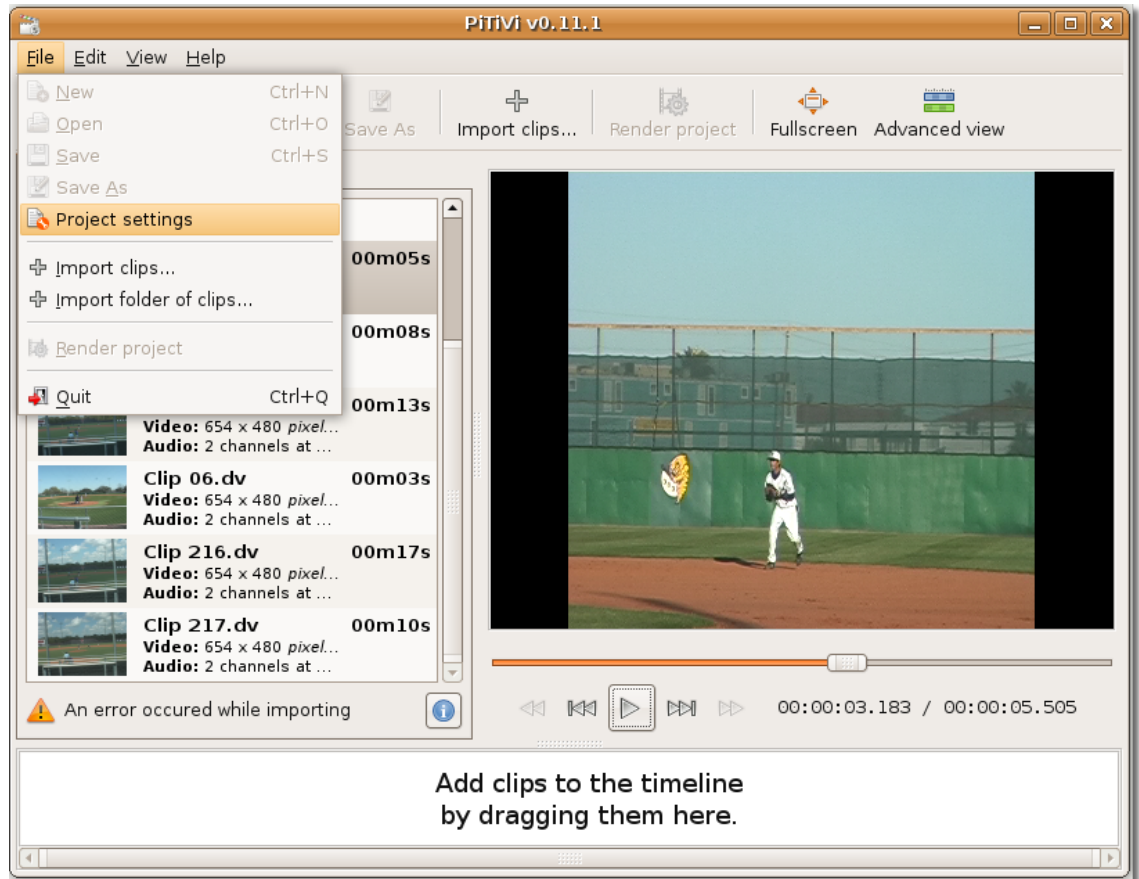 PiTiVi v0.11.1
File Edit View Help
New Ctrl+N
Open Ctrl+O
Save Ctrl+S
Save As
Project settings
Import clips...
Import folder of clips...
Render project
Quit Ctrl+Q
Save As
Import clips...
Render project
Fullscreen
Advanced view
00m05s
00m08s
00m13s
Video: 654 x 480 pixel...
Audio: 2 channels at ...
Clip 06.dv 00m03s
Video: 654 x 480 pixel...
Audio: 2 channels at ...
Clip 216.dv 00m17s
Video: 654 x 480 pixel...
Audio: 2 channels at ...
Clip 217.dv 00m10s
Video: 654 x 480 pixel...
Audio: 2 channels at ...
An error occured while importing
00:00:03.183 / 00:00:05.505
Add clips to the timeline
by dragging them here.